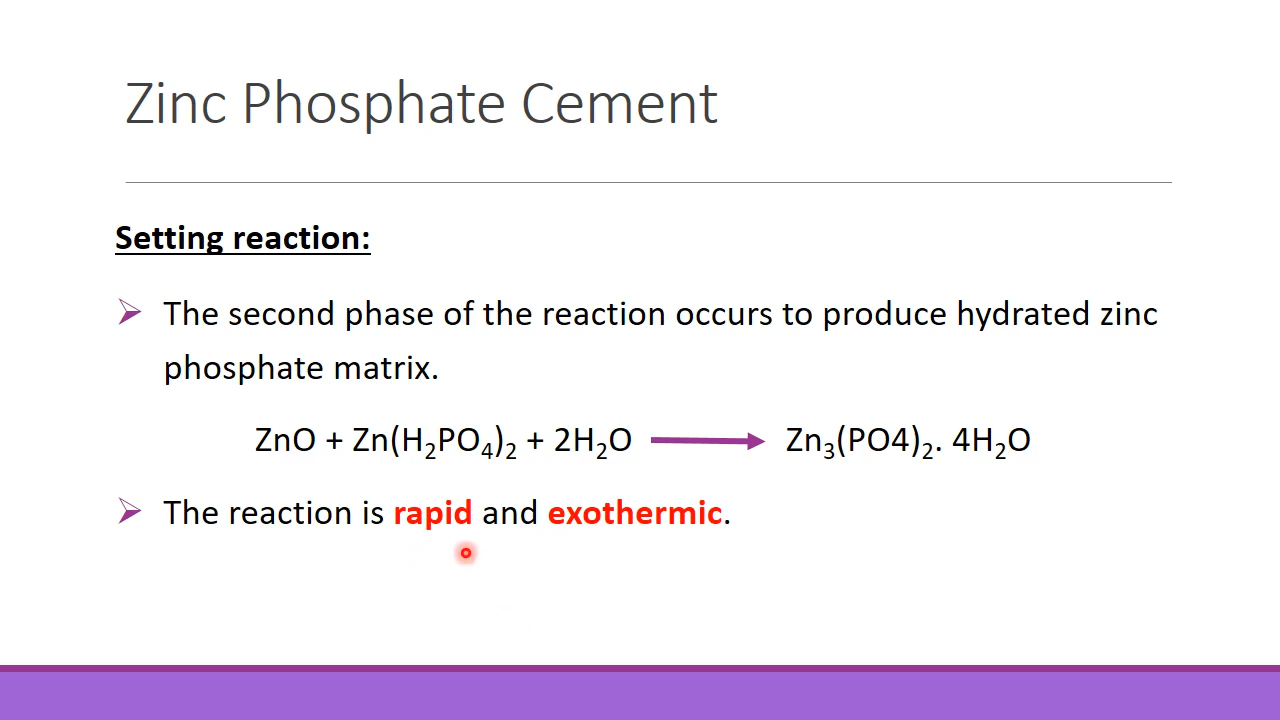 Zinc Phosphate Cement
Setting reaction:
The second phase of the reaction occurs to produce hydrated zinc
phosphate matrix.
ZnO + Zn(H₂PO₄)₂ + 2H₂O → Zn₃(PO4)₂. 4H₂O
The reaction is rapid and exothermic.